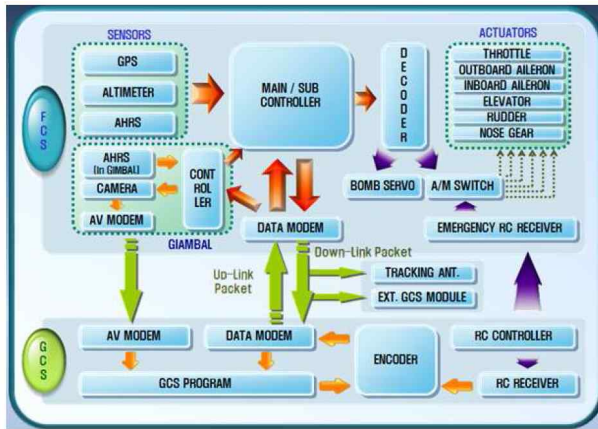 SENSORS
GPS
ALTIMETER
AHRS
MAIN / SUB
CONTROLLER
DECODER
ACTUATORS
THROTTLE
OUTBOARD AILERON
INBOARD AILERON
ELEVATOR
RUDDER
NOSE GEAR
FCS
AHRS
(In GIMBAL)
CAMERA
AV MODEM
CONT
ROL
LER
GIAMBAL
BOMB SERVO
A/M SWITCH
DATA MODEM
EMERGENCY RC RECEIVER
Up-Link
Packet
Down-Link Packet
TRACKING ANT.
EXT. GCS MODULE
GCS
AV MODEM
DATA MODEM
ENCODER
RC CONTROLLER
GCS PROGRAM
RC RECEIVER